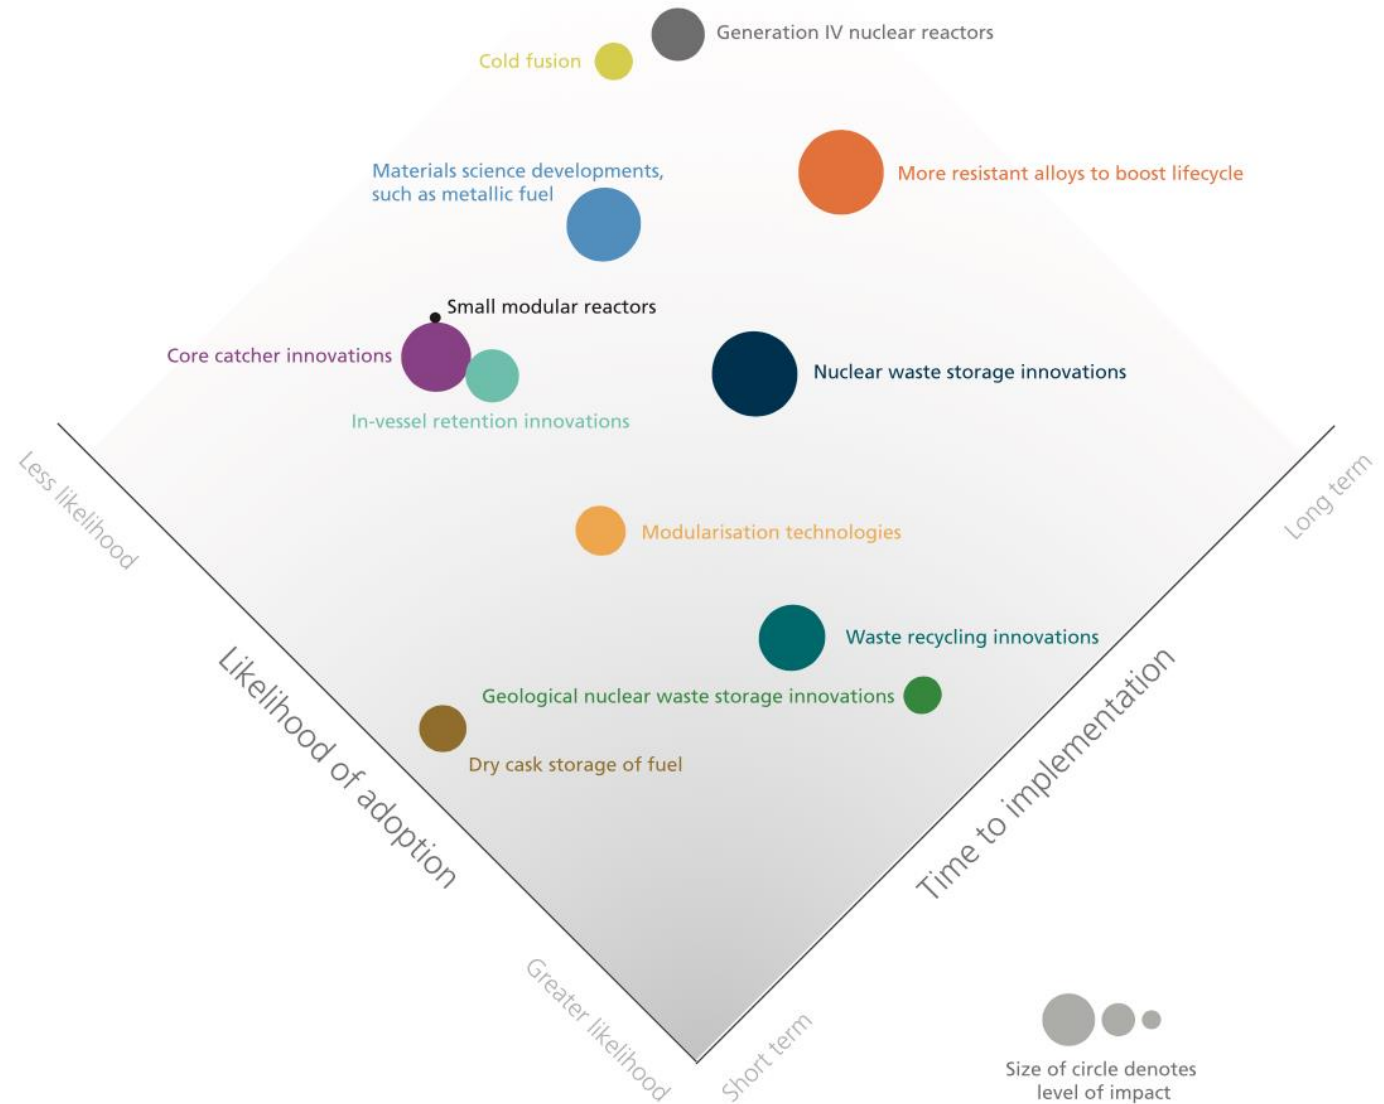 Generation IV nuclear reactors
Cold fusion
Materials science developments,
such as metallic fuel
More resistant alloys to boost lifecycle
Small modular reactors
Core catcher innovations
Nuclear waste storage innovations
In-vessel retention innovations
Less likelihood
Long term
Modularisation technologies
Waste recycling innovations
Likelihood of adoption
Time to implementation
Geological nuclear waste storage innovations
Dry cask storage of fuel
Greater likelihood
Short term
Size of circle denotes
level of impact